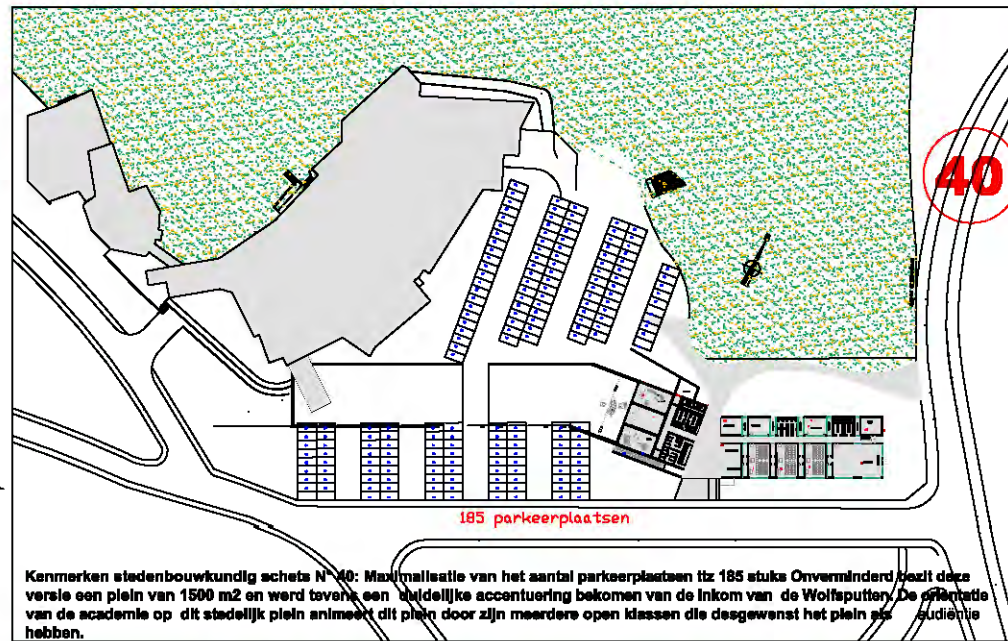 40
185 parkeerplaatsen
Kenmerken stedenbouwkundig schets N° 40: Maximalisatie van het aantal parkeerplaatsen ttz 185 stuks Onverminderd bezit deze
versie een plein van 1500 m2 en werd tevens een duidelijke accentuering bekomen van de inkom van de Wolfsputten. De orientatie
van de academie op dit stedelijk plein animeert dit plein door zijn meerdere open klassen die desgewenst het plein als audiëntie
hebben.